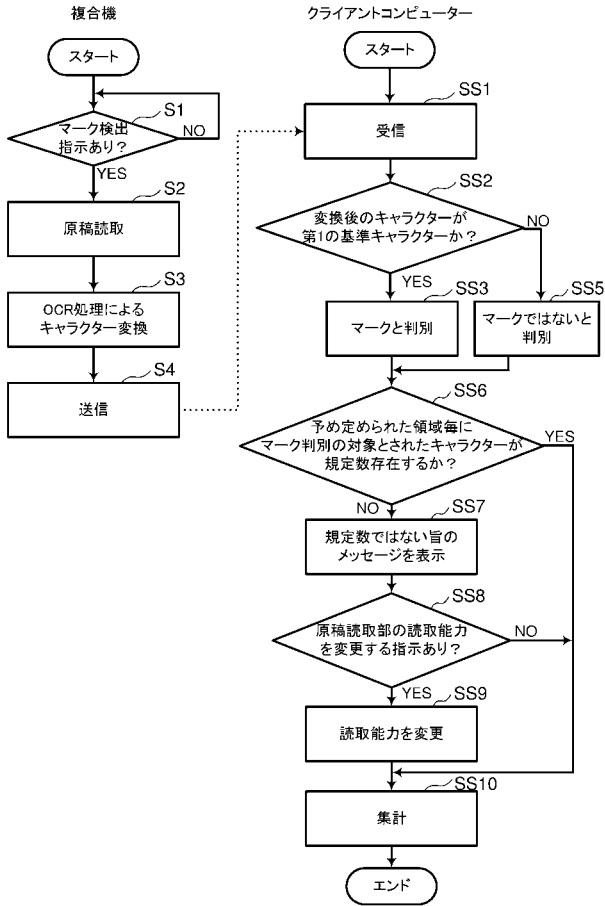 複合機
スタート
S1
マーク検出
指示あり？
NO
YES
S2
原稿読取
S3
OCR処理による
キャラクター変換
S4
送信
クライアントコンピューター
スタート
SS1
受信
SS2
変換後のキャラクターが
第1の基準キャラクターか？
NO
YES
SS3
マークと判別
SS5
マークではないと
判別
SS6
予め定められた領域毎に
マーク判別の対象とされたキャラクターが
規定数存在するか？
YES
NO
SS7
規定数ではない旨の
メッセージを表示
SS8
原稿読取部の読取能力
を変更する指示あり？
NO
YES
SS9
読取能力を変更
SS10
集計
エンド